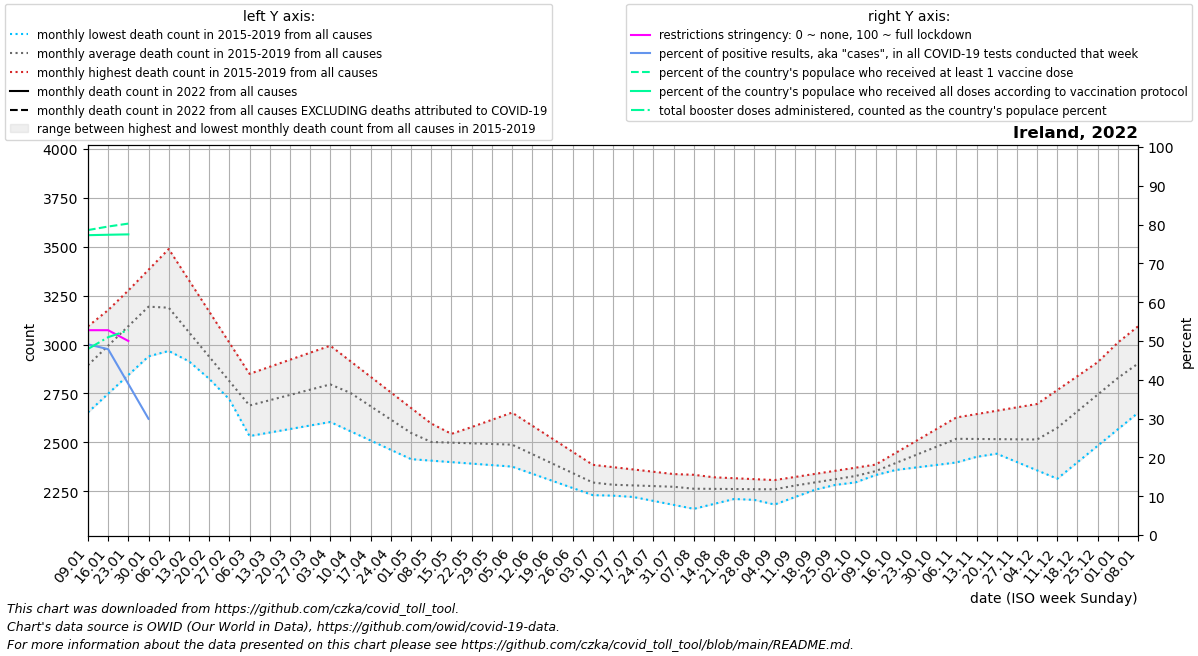 left Y axis:
monthly lowest death count in 2015-2019 from all causes
monthly average death count in 2015-2019 from all causes
monthly highest death count in 2015-2019 from all causes
monthly death count in 2022 from all causes
monthly death count in 2022 from all causes EXCLUDING deaths attributed to COVID-19
range between highest and lowest monthly death count from all causes in 2015-2019
right Y axis:
restrictions stringency: 0 ~ none, 100 ~ full lockdown
percent of positive results, aka "cases", in all COVID-19 tests conducted that week
percent of the country's populace who received at least 1 vaccine dose
percent of the country's populace who received all doses according to vaccination protocol
total booster doses administered, counted as the country's populace percent
Ireland, 2022
4000
3750
3500
3250
3000
2750
2500
2250
count
100
90
80
70
60
50
40
30
20
10
0
percent
09.01 16.01 23.01 30.01 06.02 13.02 20.02 27.02 06.03 13.03 20.03 27.03 03.04 10.04 17.04 24.04 01.05 08.05 15.05 22.05 29.05 05.06 12.06 19.06 26.06 03.07 10.07 17.07 24.07 31.07 07.08 14.08 21.08 28.08 04.09 11.09 18.09 25.09 02.10 09.10 16.10 23.10 30.10 06.11 13.11 20.11 27.11 04.12 11.12 18.12 25.12 01.01 08.01
date (ISO week Sunday)
This chart was downloaded from https://github.com/czka/covid_toll_tool.
Chart's data source is OWID (Our World in Data), https://github.com/owid/covid-19-data.
For more information about the data presented on this chart please see https://github.com/czka/covid_toll_tool/blob/main/README.md.